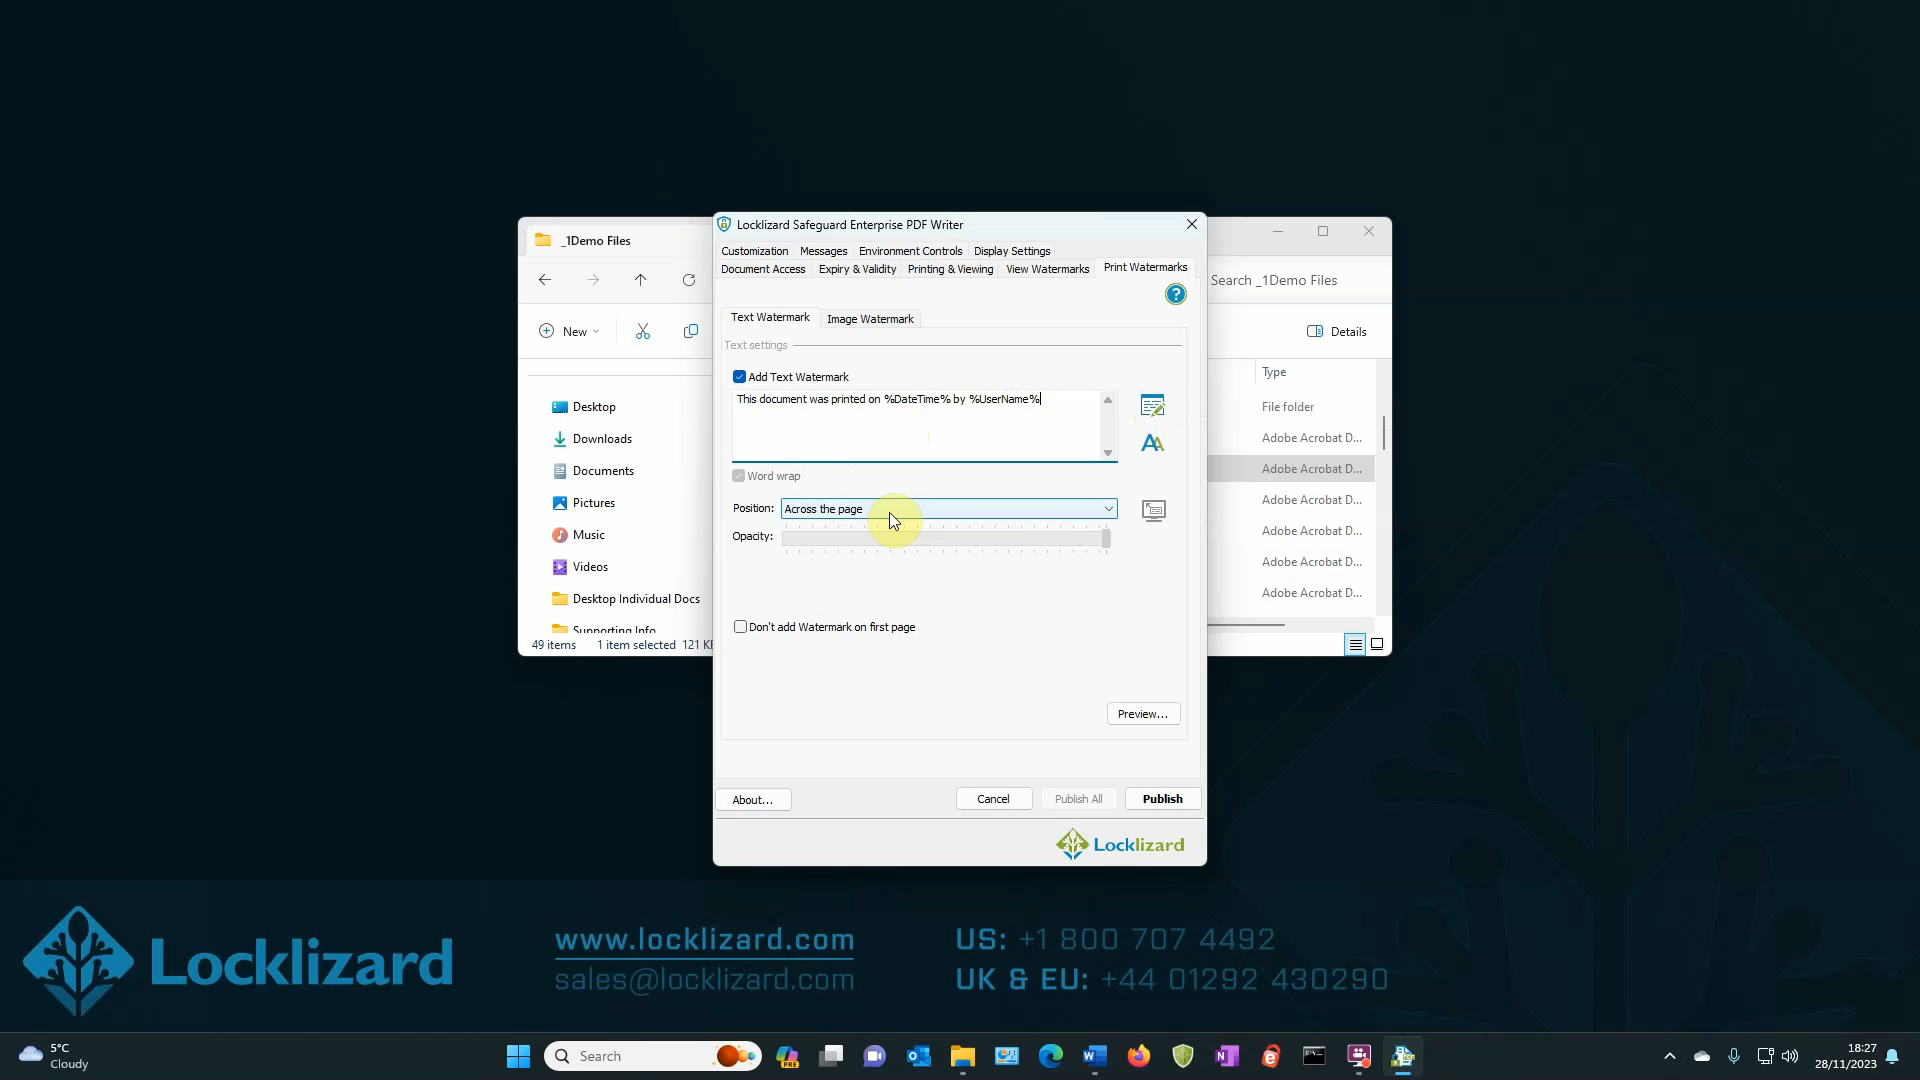 Locklizard Safeguard Enterprise PDF Writer
_1Demo Files
Customization Messages Environment Controls Display Settings
Document Access Expiry & Validity Printing & Viewing View Watermarks Print Watermarks
Search _1Demo Files
?
New
Details
Text Watermark Image Watermark
Text settings
Add Text Watermark
This document was printed on %DateTime% by %UserName%
Word wrap
Position: Across the page
Opacity:
Don't add Watermark on first page
Preview...
About... Cancel Publish All Publish
Locklizard
Desktop
Downloads
Documents
Pictures
Music
Videos
Desktop Individual Docs
Supporting Info
49 items 1 item selected 121 KB
Type
File folder
Adobe Acrobat D...
Adobe Acrobat D...
Adobe Acrobat D...
Adobe Acrobat D...
Adobe Acrobat D...
Adobe Acrobat D...
Locklizard
www.locklizard.com
sales@locklizard.com
US: +1 800 707 4492
UK & EU: +44 01292 430290
5°C
Cloudy
Search
PRE
18:27
28/11/2023